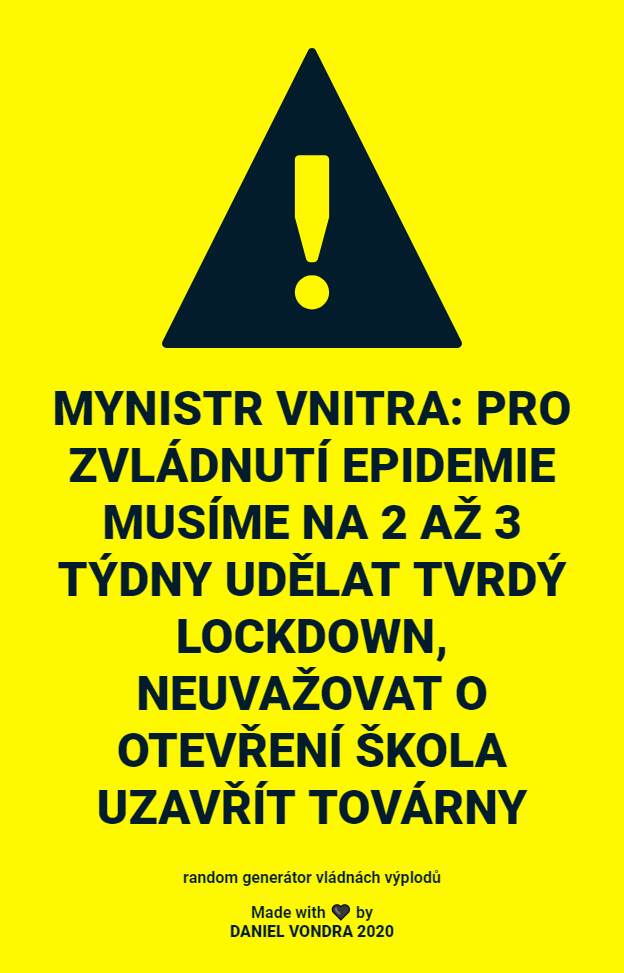 MYNISTR VNITRA: PRO
ZVLÁDNUTÍ EPIDEMIE
MUSÍME NA 2 AŽ 3
TÝDNY UDĚLAT TVRDÝ
LOCKDOWN,
NEUVAŽOVAT O
OTEVŘENÍ ŠKOLA
UZAVŘÍT TOVÁRNY
random generátor vládnách výplodů
Made with 🖤 by
DANIEL VONDRA 2020